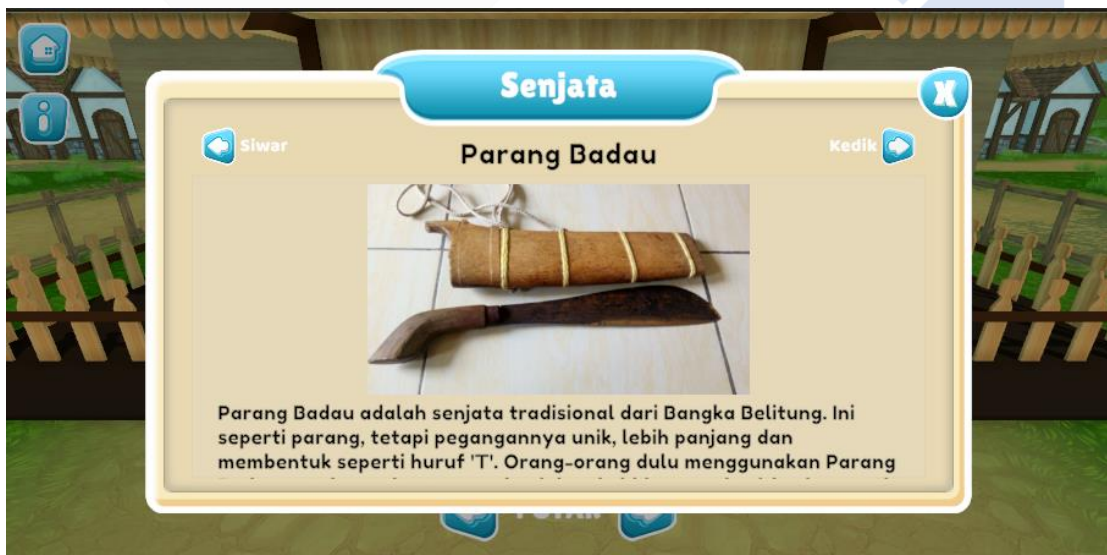 Senjata
X
Siwar
Parang Badau
Kedik
Parang Badau adalah senjata tradisional dari Bangka Belitung. Ini
seperti parang, tetapi pegangannya unik, lebih panjang dan
membentuk seperti huruf 'T'. Orang-orang dulu menggunakan Parang